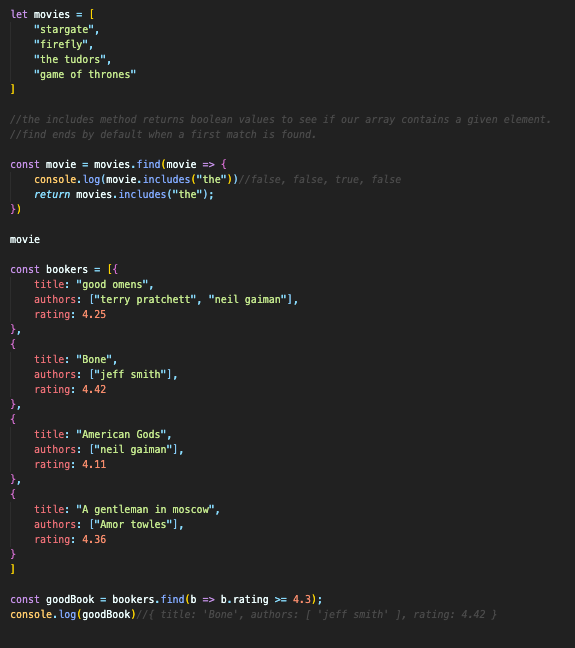 let movies = [
    "stargate",
    "firefly",
    "the tudors",
    "game of thrones"
]
//the includes method returns boolean values to see if our array contains a given element.
//find ends by default when a first match is found.
const movie = movies.find(movie => {
    console.log(movie.includes("the"))//false, false, true, false
    return movies.includes("the");
})
movie
const bookers = [{
    title: "good omens",
    authors: ["terry pratchett", "neil gaiman"],
    rating: 4.25
},
{
    title: "Bone",
    authors: ["jeff smith"],
    rating: 4.42
},
{
    title: "American Gods",
    authors: ["neil gaiman"],
    rating: 4.11
},
{
    title: "A gentleman in moscow",
    authors: ["Amor towles"],
    rating: 4.36
}
]
const goodBook = bookers.find(b => b.rating >= 4.3);
console.log(goodBook)//{ title: 'Bone', authors: [ 'jeff smith' ], rating: 4.42 }